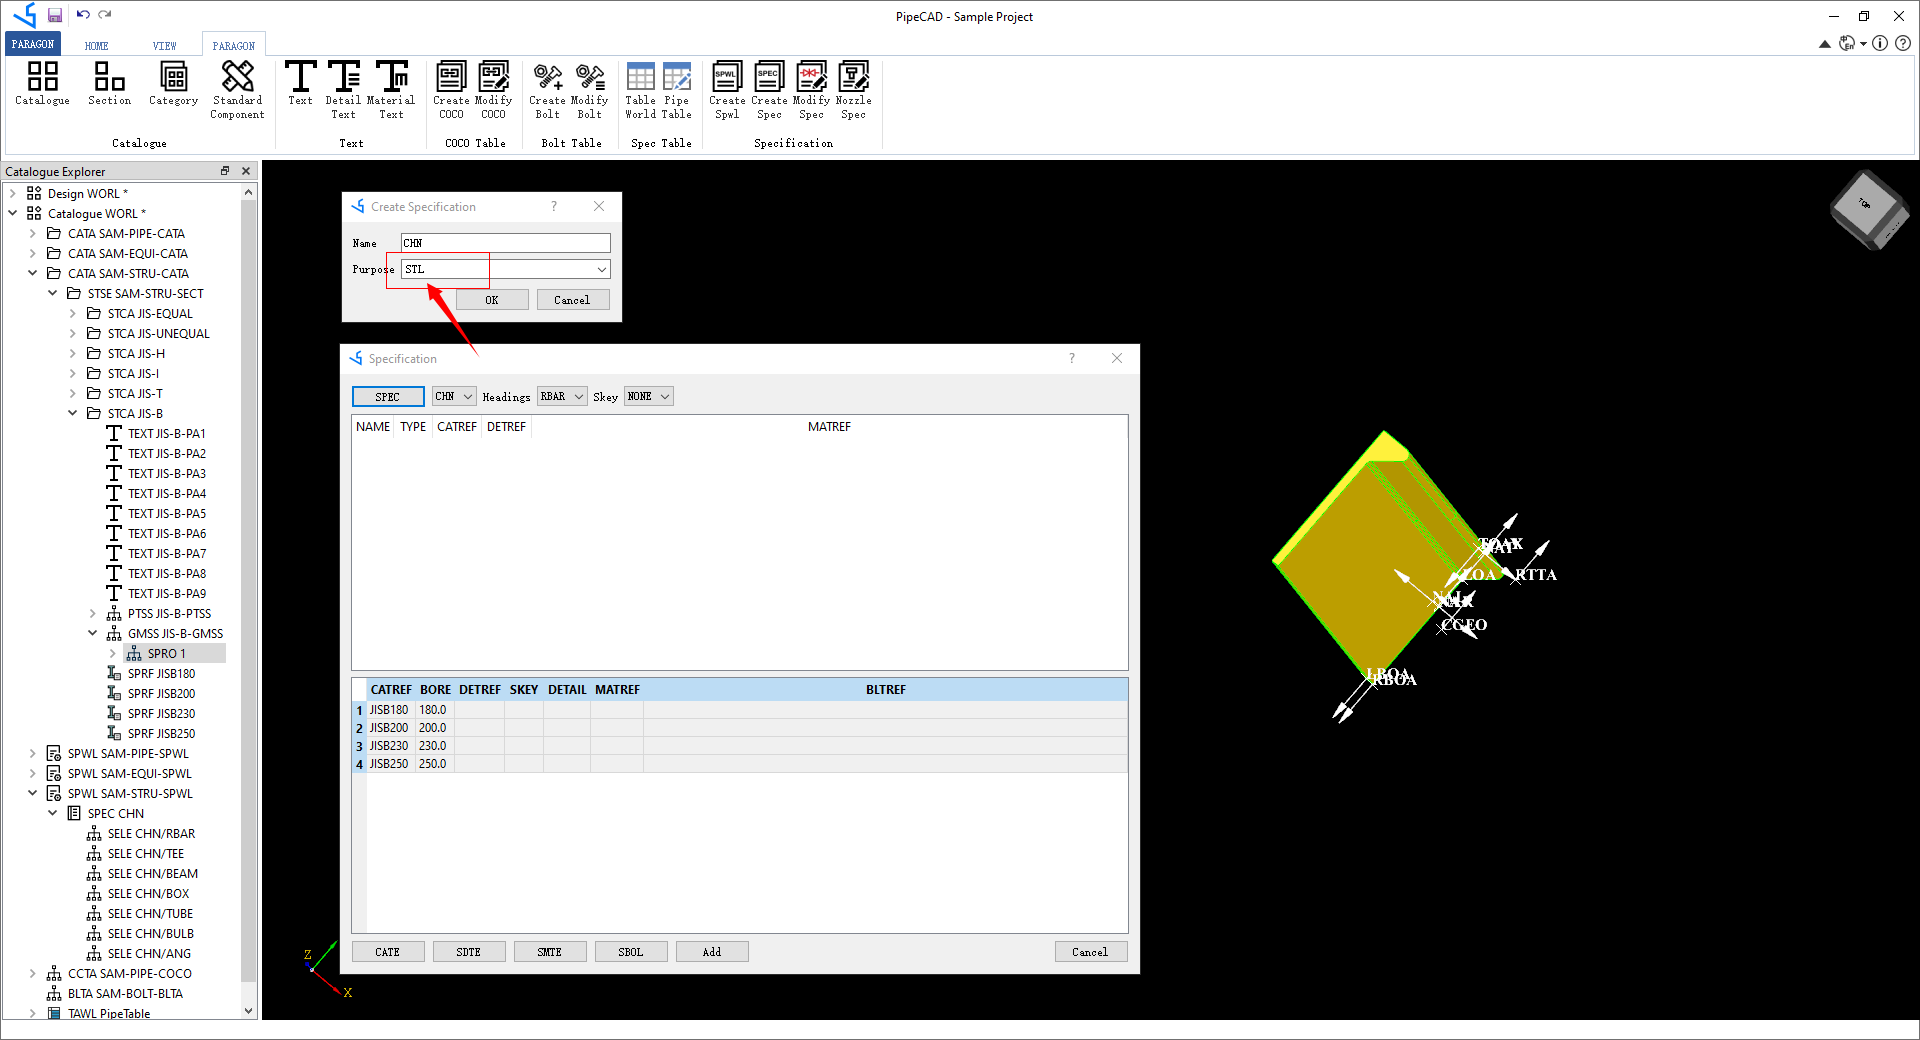 PipeCAD - Sample Project
PARAGON HOME VIEW PARAGON
Catalogue Section Category Standard Component
Catalogue
Text Detail Text Material Text
Text
Create COCO Modify COCO
COCO Table
Create Bolt Modify Bolt
Bolt Table
Table World Pipe Table
Spec Table
Create Spwl Create Spec Modify Spec Nozzle Spec
Specification
Catalogue Explorer
Design WORL *
Catalogue WORL *
CATA SAM-PIPE-CATA
CATA SAM-EQUI-CATA
CATA SAM-STRU-CATA
STSE SAM-STRU-SECT
STCA JIS-EQUAL
STCA JIS-UNEQUAL
STCA JIS-H
STCA JIS-I
STCA JIS-T
STCA JIS-B
TEXT JIS-B-PA1
TEXT JIS-B-PA2
TEXT JIS-B-PA3
TEXT JIS-B-PA4
TEXT JIS-B-PA5
TEXT JIS-B-PA6
TEXT JIS-B-PA7
TEXT JIS-B-PA8
TEXT JIS-B-PA9
PTSS JIS-B-PTSS
GMSS JIS-B-GMSS
SPRO 1
SPRF JISB180
SPRF JISB200
SPRF JISB230
SPRF JISB250
SPWL SAM-PIPE-SPWL
SPWL SAM-EQUI-SPWL
SPWL SAM-STRU-SPWL
SPEC CHN
SELE CHN/RBAR
SELE CHN/TEE
SELE CHN/BEAM
SELE CHN/BOX
SELE CHN/TUBE
SELE CHN/BULB
SELE CHN/ANG
CCTA SAM-PIPE-COCO
BLTA SAM-BOLT-BLTA
TAWL PipeTable
Create Specification ?
Name CHN
Purpose STL
OK Cancel
Specification ?
SPEC CHN Headings RBAR Skey NONE
NAME TYPE CATREF DETREF MATREF
CATREF BORE DETREF SKEY DETAIL MATREF BLTREF
1 JISB180 180.0
2 JISB200 200.0
3 JISB230 230.0
4 JISB250 250.0
CATE SDTE SMTE SBOL Add Cancel
TOP
RTTA
LOA
CGEO
LBOA
RBOA
Z
X